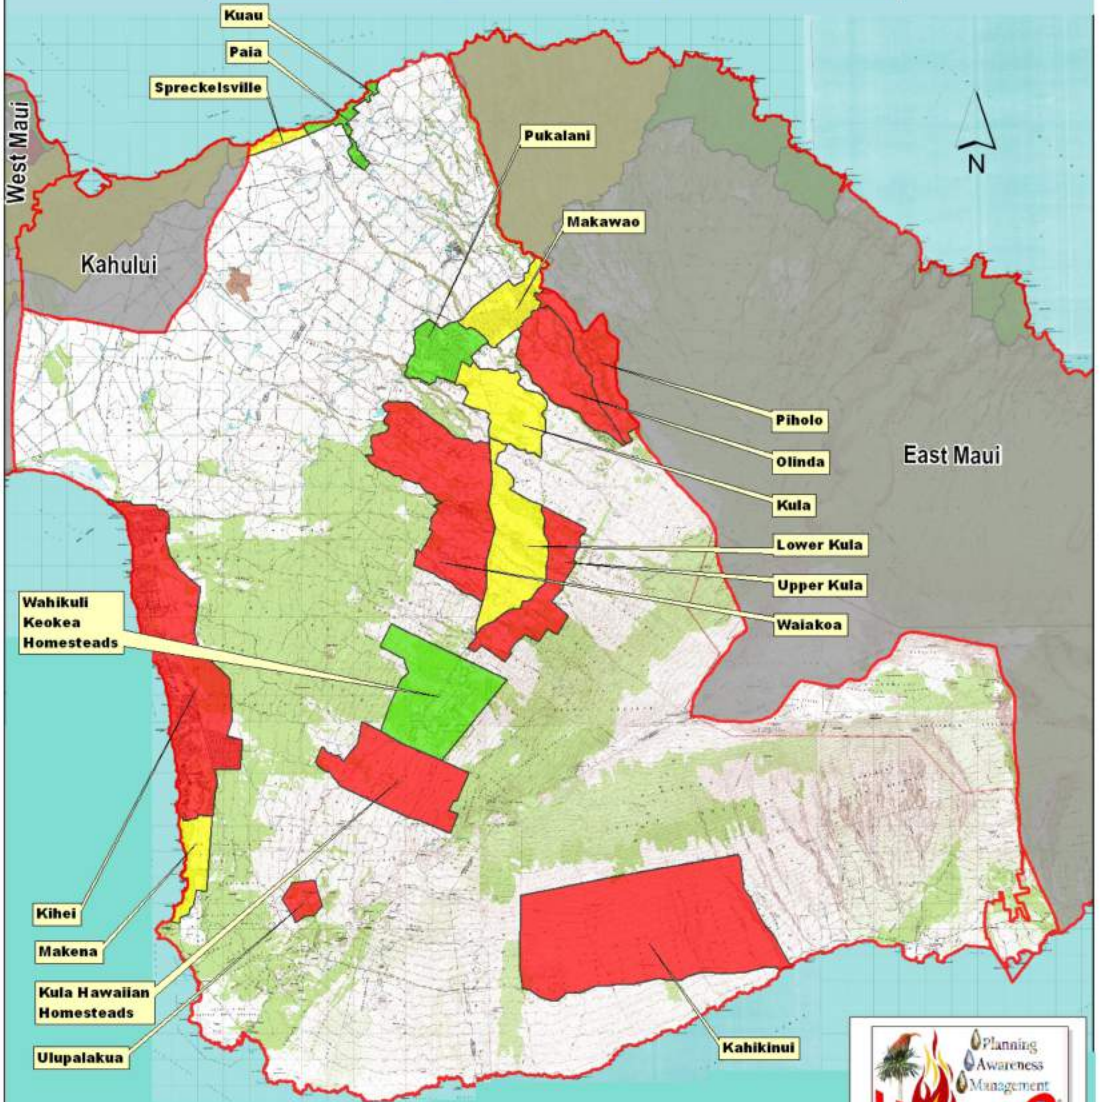 Kuau
Paia
Spreckelsville
West Maui
Pukalani
N
Makawao
Kahului
Piholo
Olinda
East Maui
Kula
Lower Kula
Upper Kula
Waiakoa
Wahikuli
Keokea
Homesteads
Kihei
Makena
Kula Hawaiian
Homesteads
Ulupalakua
Kahikinui
Planning
Awareness
Management